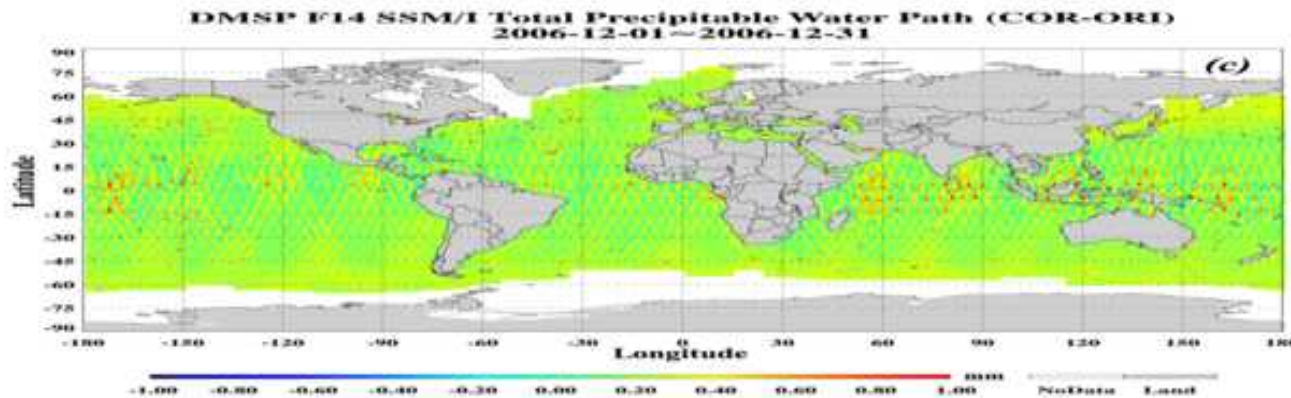 DMSP F14 SSM/I Total Precipitable Water Path (COR-ORI)
2006-12-01~2006-12-31
(c)
90
75
60
45
30
15
0
-15
-30
-45
-60
-75
-90
Latitude
-180 -150 -120 -90 -60 -30 0 30 60 90 120 150 180
Longitude
-1.00 -0.80 -0.60 -0.40 -0.20 0.00 0.20 0.40 0.60 0.80 1.00 mm NoData Land